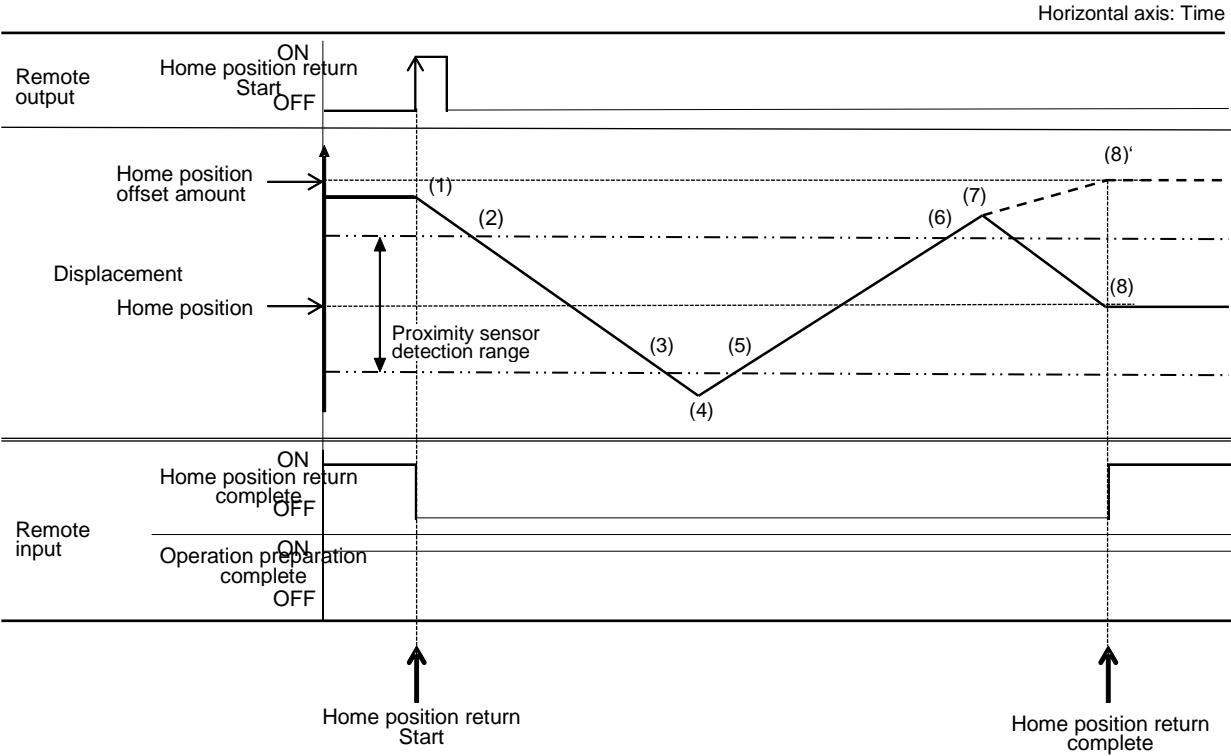 Horizontal axis: Time
Remote
output
Home position return
Start
ON
OFF
Home position
offset amount
Displacement
Home position
Proximity sensor
detection range
(1)
(2)
(3)
(4)
(5)
(6)
(7)
(8)
(8)‘
Remote
input
Home position return
complete
ON
OFF
Operation preparation
complete
ON
OFF
Home position return
Start
Home position return
complete